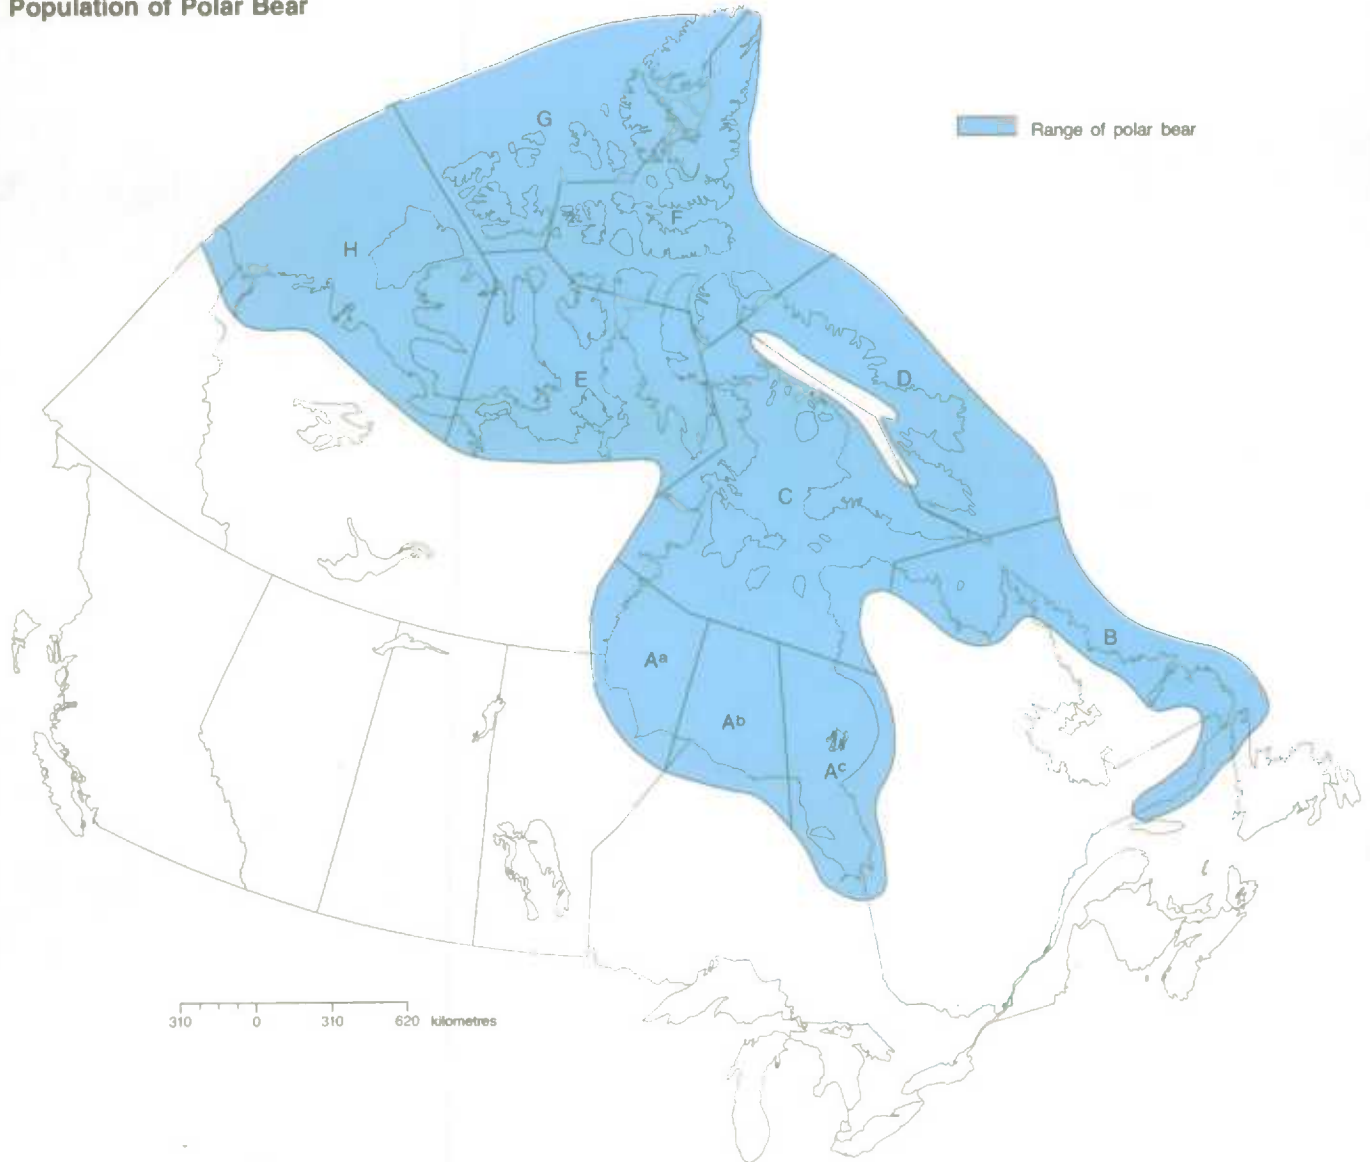 Population of Polar Bear
Range of polar bear
G
F
H
E
D
C
B
Aa
Ab
Ac
310 0 310 620 kilometres